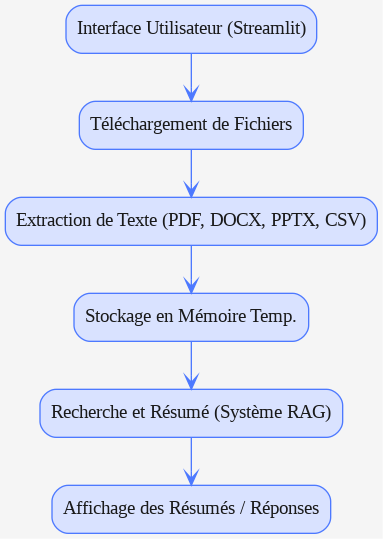 Interface Utilisateur (Streamlit)
Téléchargement de Fichiers
Extraction de Texte (PDF, DOCX, PPTX, CSV)
Stockage en Mémoire Temp.
Recherche et Résumé (Système RAG)
Affichage des Résumés / Réponses